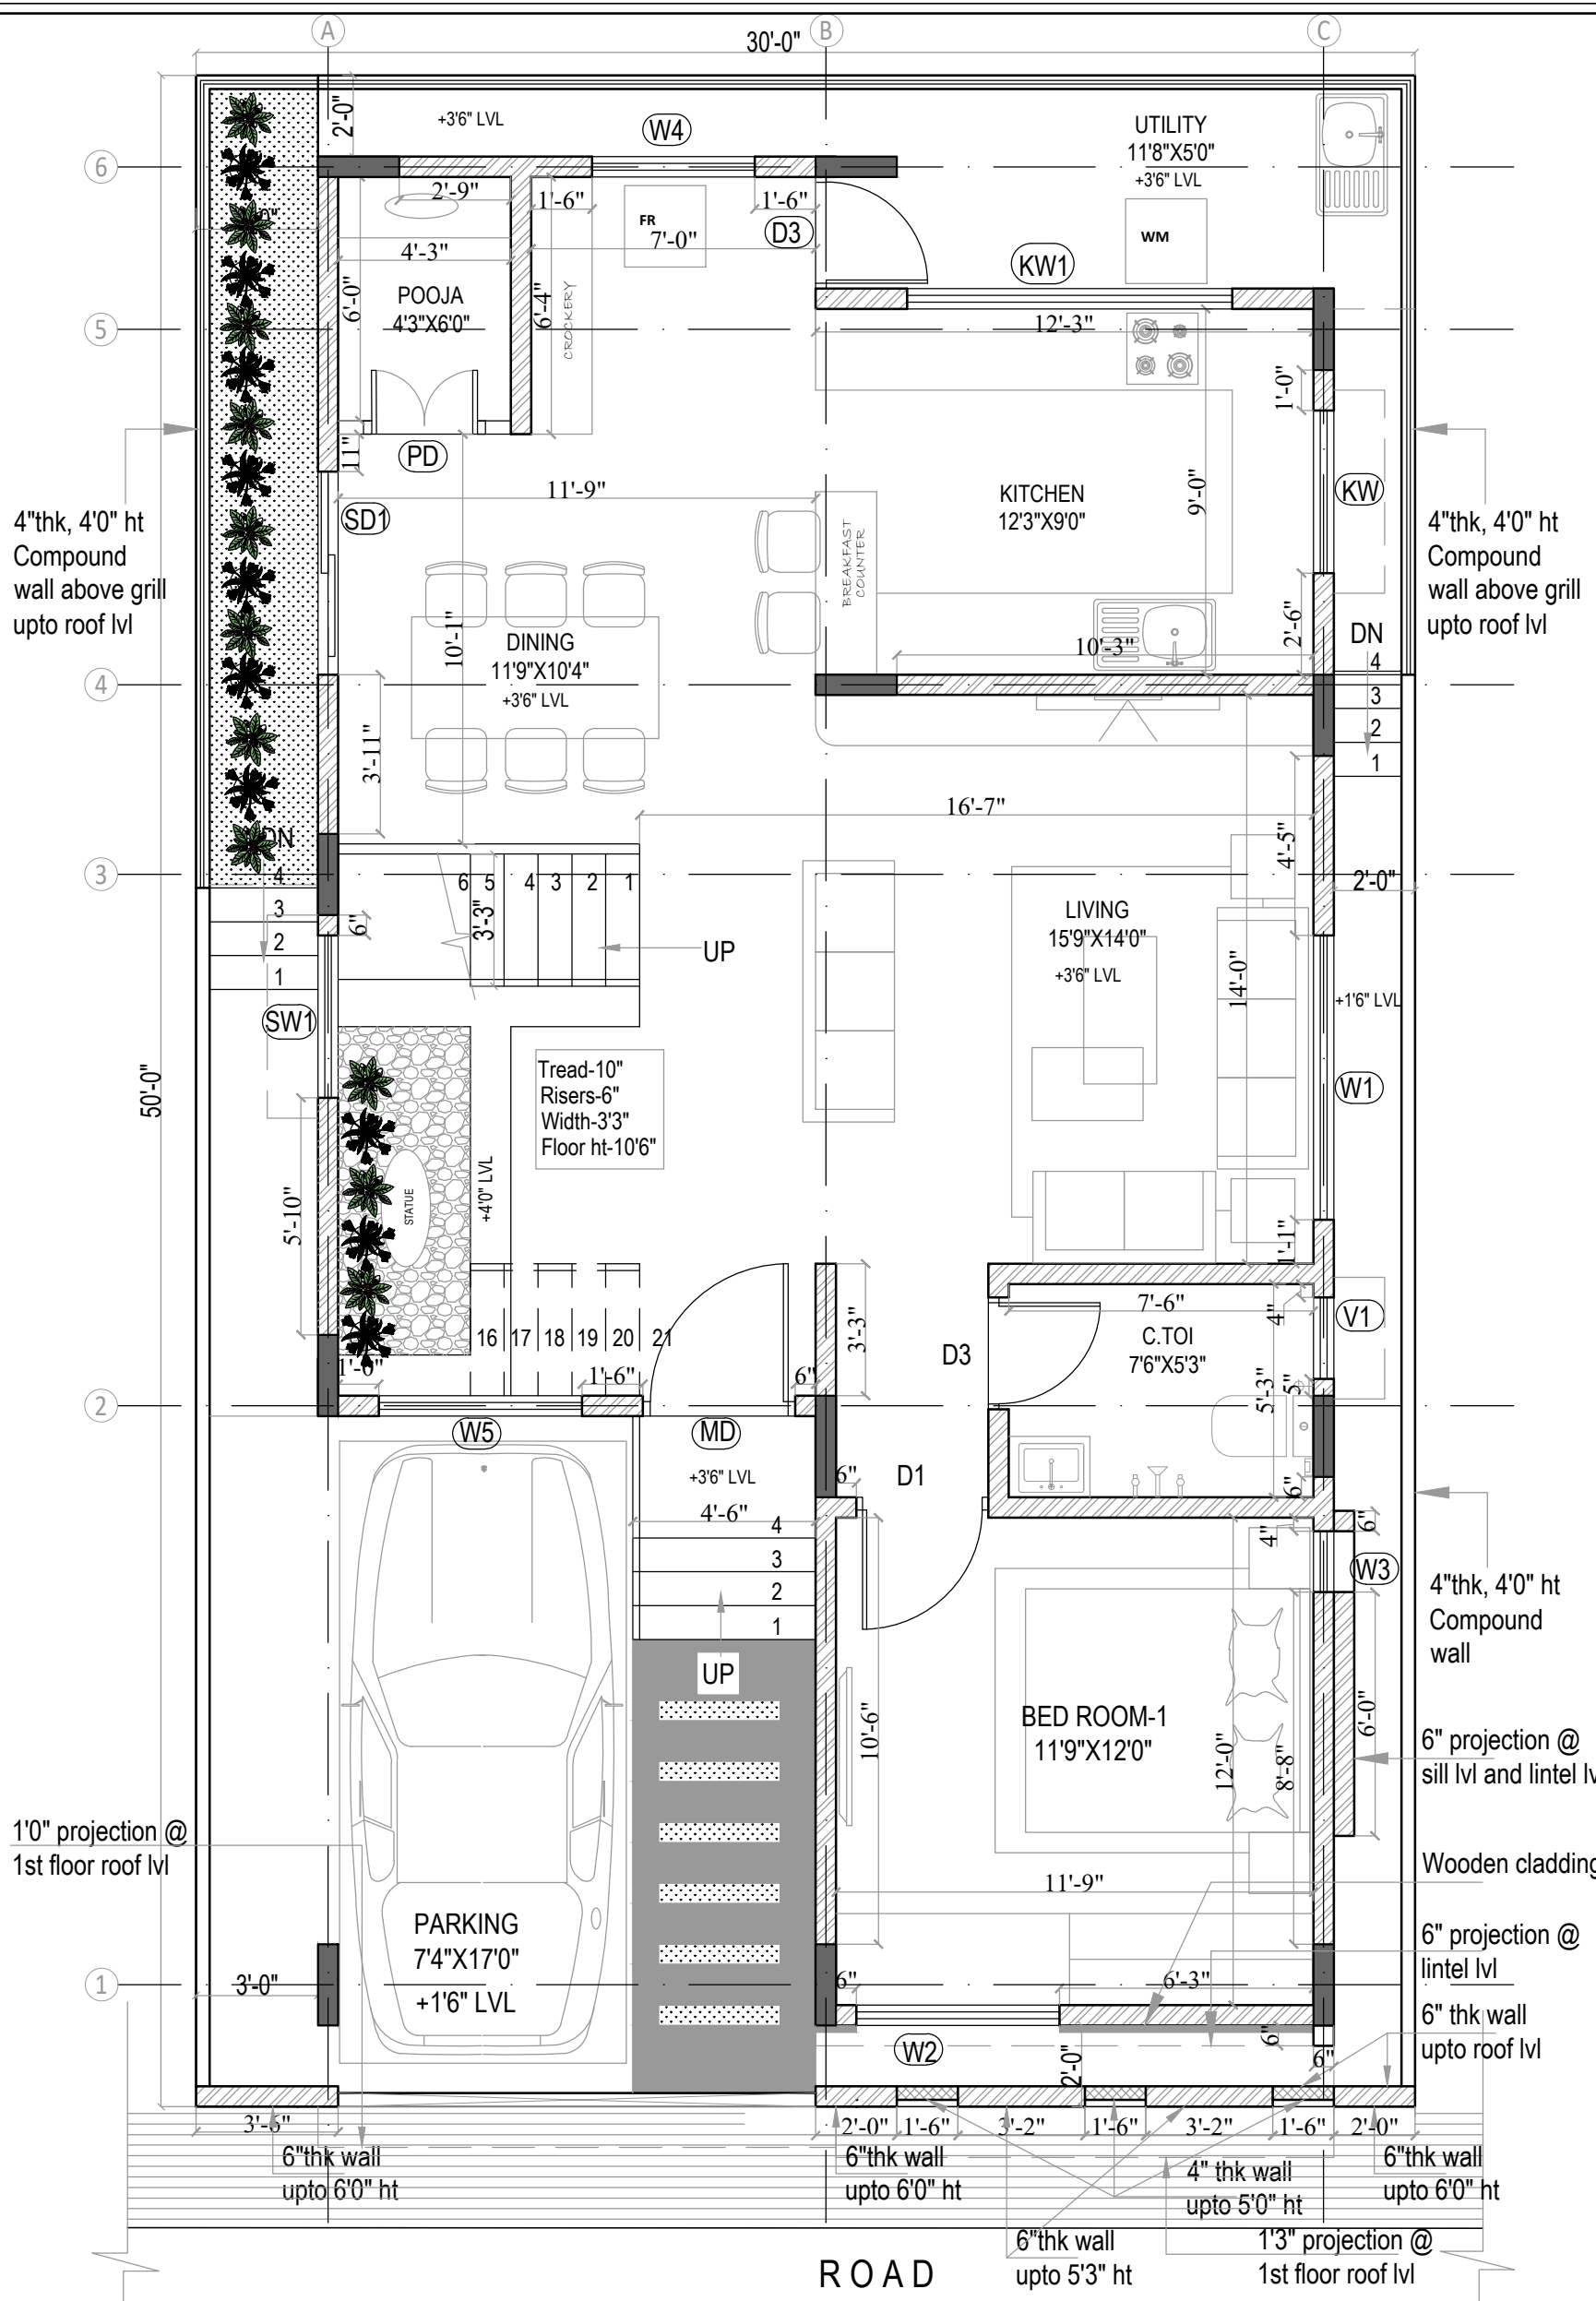 A
B
C
30'-0"
2'-0"
+3'6" LVL
W4
UTILITY
11'8"X5'0"
+3'6" LVL
6
2'-9"
1'-6"
FR
7'-0"
1'-6"
D3
WM
4'-3"
KW1
POOJA
4'3"X6'0"
6'-0"
6'-4"
CROCKERY
5
12'-3"
1'-0"
PD
11"
11'-9"
SD1
KITCHEN
12'3"X9'0"
9'-0"
KW
4"thk, 4'0" ht
Compound
wall above grill
upto roof lvl
4"thk, 4'0" ht
Compound
wall above grill
upto roof lvl
BREAKFAST
COUNTER
DINING
11'9"X10'4"
+3'6" LVL
10'-1"
10'-3"
2'-6"
DN
4
3
2
1
4
3'-11"
16'-7"
4'-5"
DN
4
3
2
1
3
6 5 4 3 2 1
3'-3"
6"
UP
LIVING
15'9"X14'0"
+3'6" LVL
14'-0"
2'-0"
+1'6" LVL
SW1
W1
50'-0"
Tread-10"
Risers-6"
Width-3'3"
Floor ht-10'6"
STATUE
+4'0" LVL
5'-10"
1'-1"
7'-6"
4"
V1
C.TOI
7'6"X5'3"
3'-3"
D3
16 17 18 19 20 21
1'-0"
1'-6"
6"
5'-3"
5"
2
W5
MD
+3'6" LVL
6"
D1
6"
4'-6"
4
3
2
1
4"
6"
W3
UP
4"thk, 4'0" ht
Compound
wall
BED ROOM-1
11'9"X12'0"
10'-6"
12'-0"
8'-8"
6'-0"
6" projection @
sill lvl and lintel lv
1'0" projection @
1st floor roof lvl
Wooden cladding
11'-9"
PARKING
7'4"X17'0"
+1'6" LVL
6" projection @
lintel lvl
1
3'-0"
6"
6'-3"
6" thk wall
upto roof lvl
W2
2'-0"
6"
6"
3'-6"
2'-0"
1'-6"
3'-2"
1'-6"
3'-2"
1'-6"
2'-0"
6"thk wall
upto 6'0" ht
6"thk wall
upto 6'0" ht
4" thk wall
upto 5'0" ht
6"thk wall
upto 6'0" ht
6"thk wall
upto 5'3" ht
1'3" projection @
1st floor roof lvl
ROAD